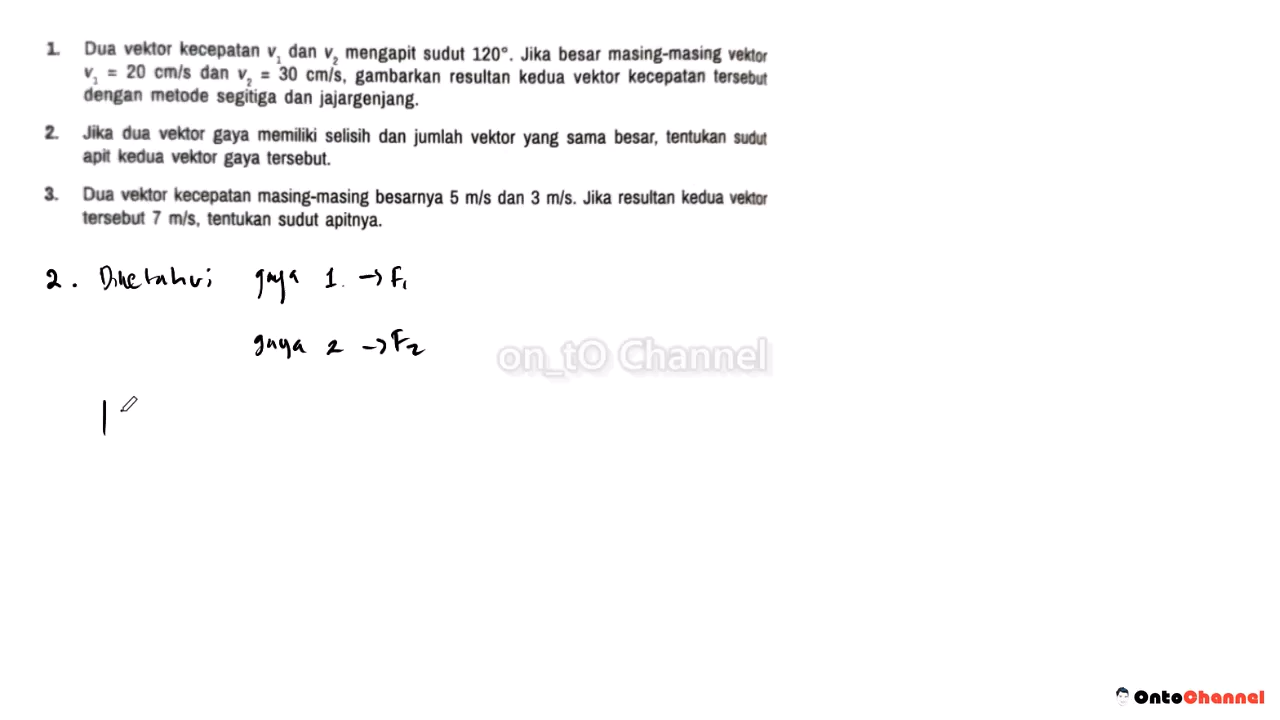 1. Dua vektor kecepatan v₁ dan v₂ mengapit sudut 120°. Jika besar masing-masing vektor
v₁ = 20 cm/s dan v₂ = 30 cm/s, gambarkan resultan kedua vektor kecepatan tersebut
dengan metode segitiga dan jajargenjang.
2. Jika dua vektor gaya memiliki selisih dan jumlah vektor yang sama besar, tentukan sudut
apit kedua vektor gaya tersebut.
3. Dua vektor kecepatan masing-masing besarnya 5 m/s dan 3 m/s. Jika resultan kedua vektor
tersebut 7 m/s, tentukan sudut apitnya.
2. Diketahui gaya 1. → F₁
gaya 2 → F₂
on_tO Channel
|
OntoChannel